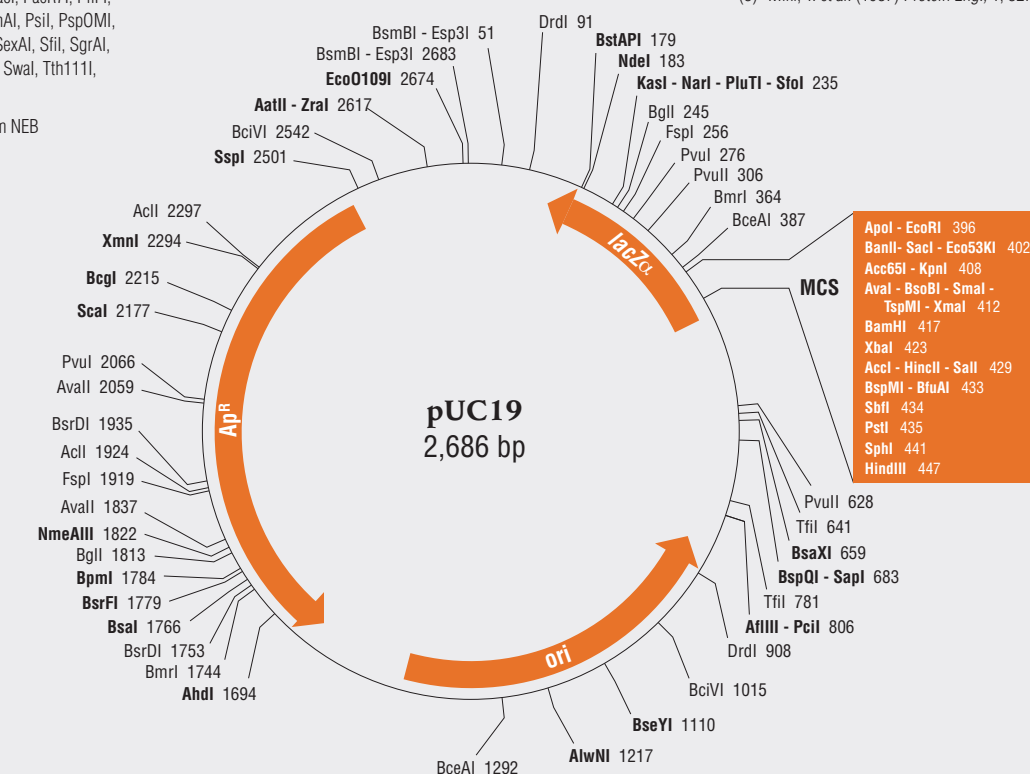 SexAI, SfiI, SgrAI,
SwaI, Tth111I,
NEB
BsmBI - Esp3I 51
BsmBI - Esp3I 2683
EcoO109I 2674
AatII - ZraI 2617
BciVI 2542
SspI 2501
DrdI 91
BstAPI 179
NdeI 183
KasI - NarI - PluTI - SfoI 235
BglI 245
FspI 256
PvuI 276
PvuII 306
BmrI 364
BceAI 387
lacZα
MCS
ApoI - EcoRI 396
BanII- SacI - Eco53KI 402
Acc65I - KpnI 408
AvaI - BsoBI - SmaI -
TspMI - XmaI 412
BamHI 417
XbaI 423
AccI - HincII - SalI 429
BspMI - BfuAI 433
SbfI 434
PstI 435
SphI 441
HindIII 447
AclI 2297
XmnI 2294
BcgI 2215
ScaI 2177
PvuI 2066
AvaII 2059
BsrDI 1935
AclI 1924
FspI 1919
AvaII 1837
NmeAIII 1822
BglI 1813
BpmI 1784
BsrFI 1779
BsaI 1766
BsrDI 1753
BmrI 1744
AhdI 1694
ApR
pUC19
2,686 bp
PvuII 628
TfiI 641
BsaXI 659
BspQI - SapI 683
TfiI 781
AflIII - PciI 806
DrdI 908
BciVI 1015
BseYI 1110
AlwNI 1217
BceAI 1292
ori